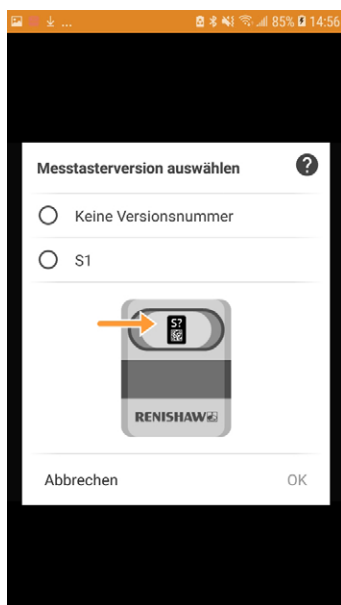 ... 85% 14:56
Messtasterversion auswählen ?
Keine Versionsnummer
S1
S?
RENISHAW
Abbrechen OK